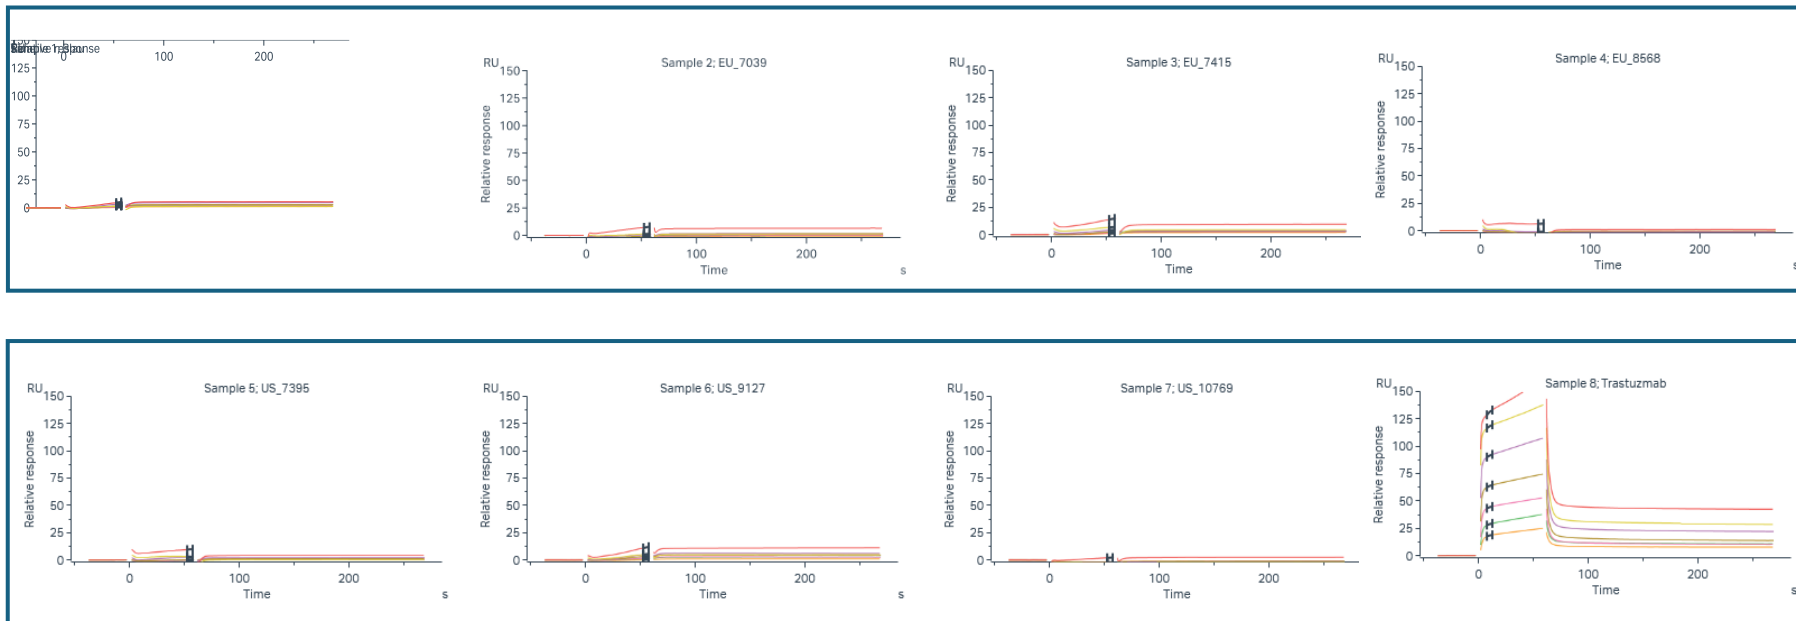 Relative response
0 100 200
125
100
75
50
25
0
RU
Sample 2; EU_7039
150
125
100
75
50
25
0
Relative response
0 100 200
Time
s
RU
Sample 3; EU_7415
150
125
100
75
50
25
0
Relative response
0 100 200
Time
RU
Sample 4; EU_8568
150
125
100
75
50
25
0
Relative response
0 100 200
Time
RU
Sample 5; US_7395
150
125
100
75
50
25
0
Relative response
0 100 200
Time
s
RU
Sample 6; US_9127
150
125
100
75
50
25
0
Relative response
0 100 200
Time
s
RU
Sample 7; US_10769
150
125
100
75
50
25
0
Relative response
0 100 200
Time
RU
Sample 8; Trastuzmab
150
125
100
75
50
25
0
Relative response
0 100 200
Time